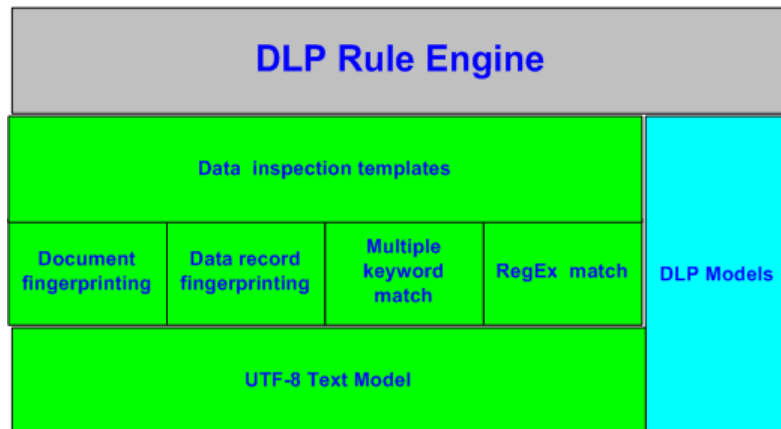 DLP Rule Engine
Data inspection templates
Document
fingerprinting
Data record
fingerprinting
Multiple
keyword
match
RegEx match
DLP Models
UTF-8 Text Model